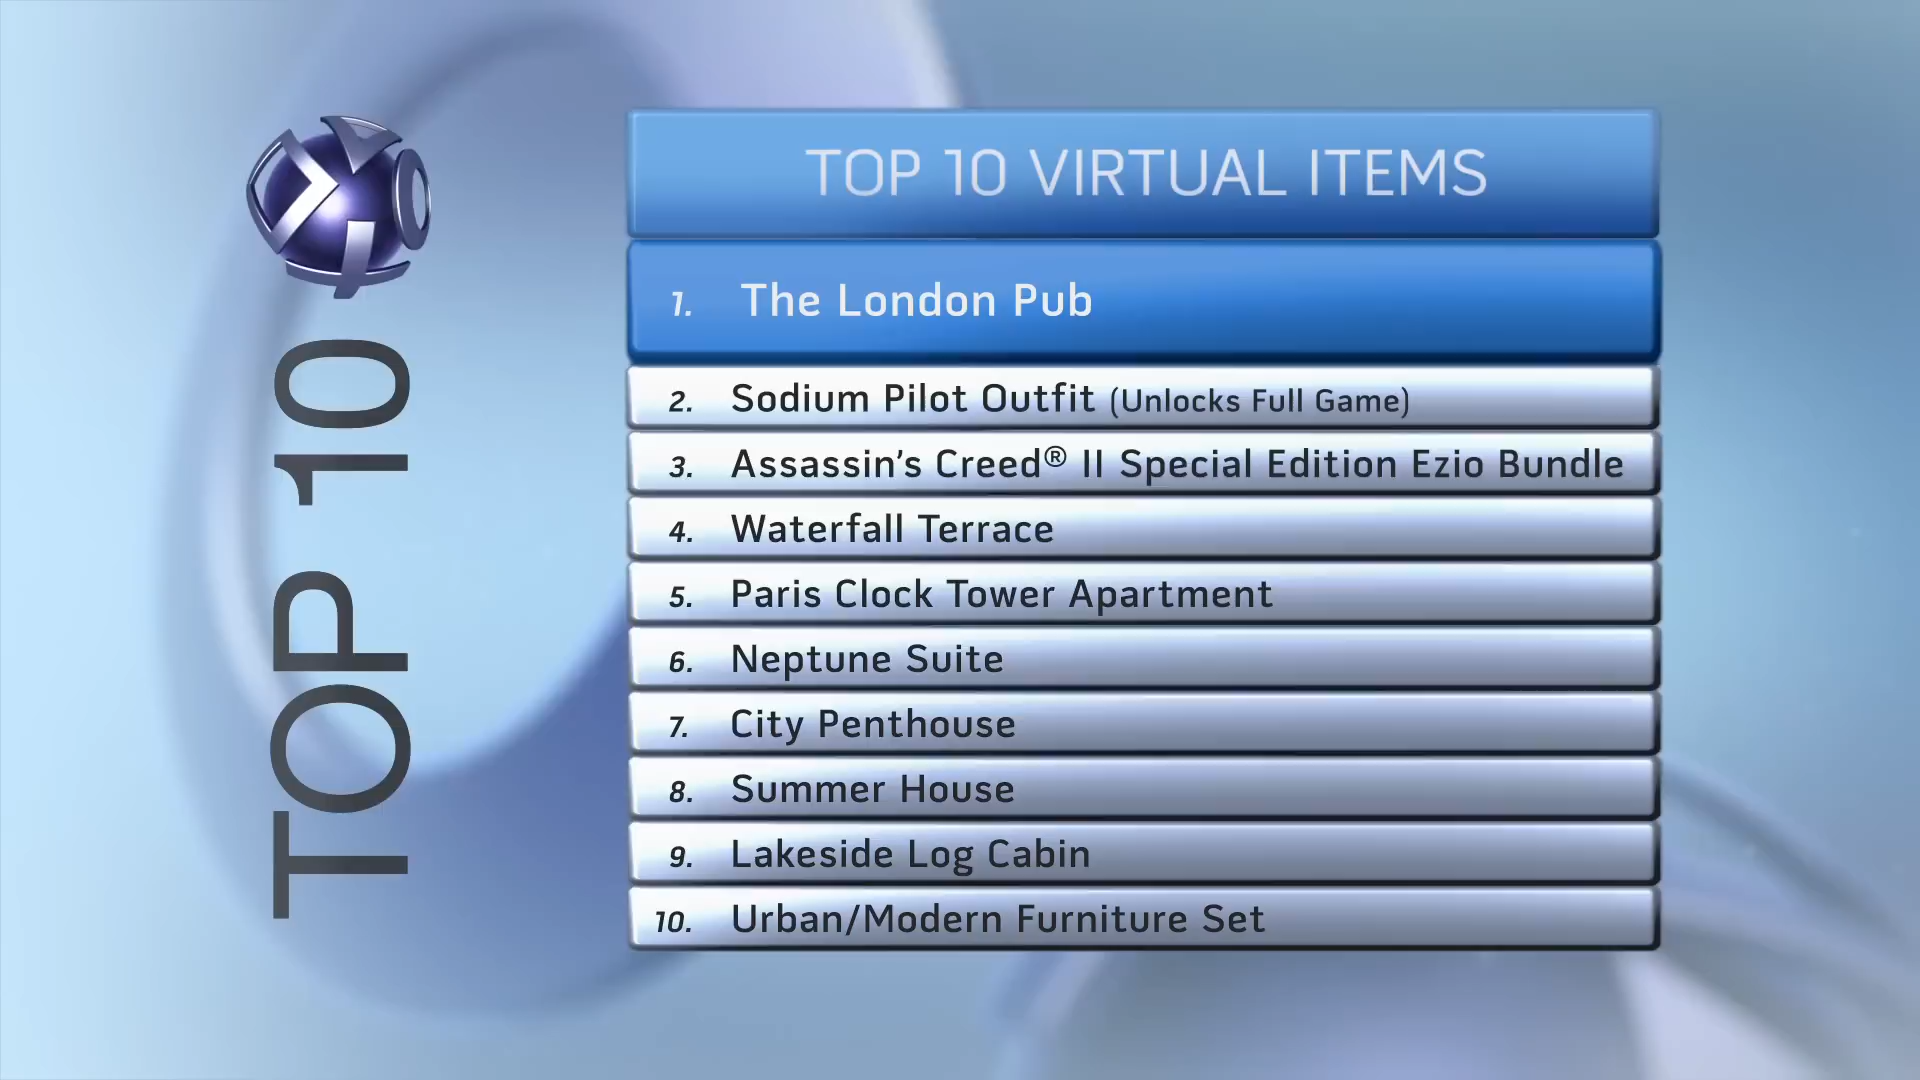 TOP 10
TOP 10 VIRTUAL ITEMS
1. The London Pub
2. Sodium Pilot Outfit (Unlocks Full Game)
3. Assassin's Creed® II Special Edition Ezio Bundle
4. Waterfall Terrace
5. Paris Clock Tower Apartment
6. Neptune Suite
7. City Penthouse
8. Summer House
9. Lakeside Log Cabin
10. Urban/Modern Furniture Set